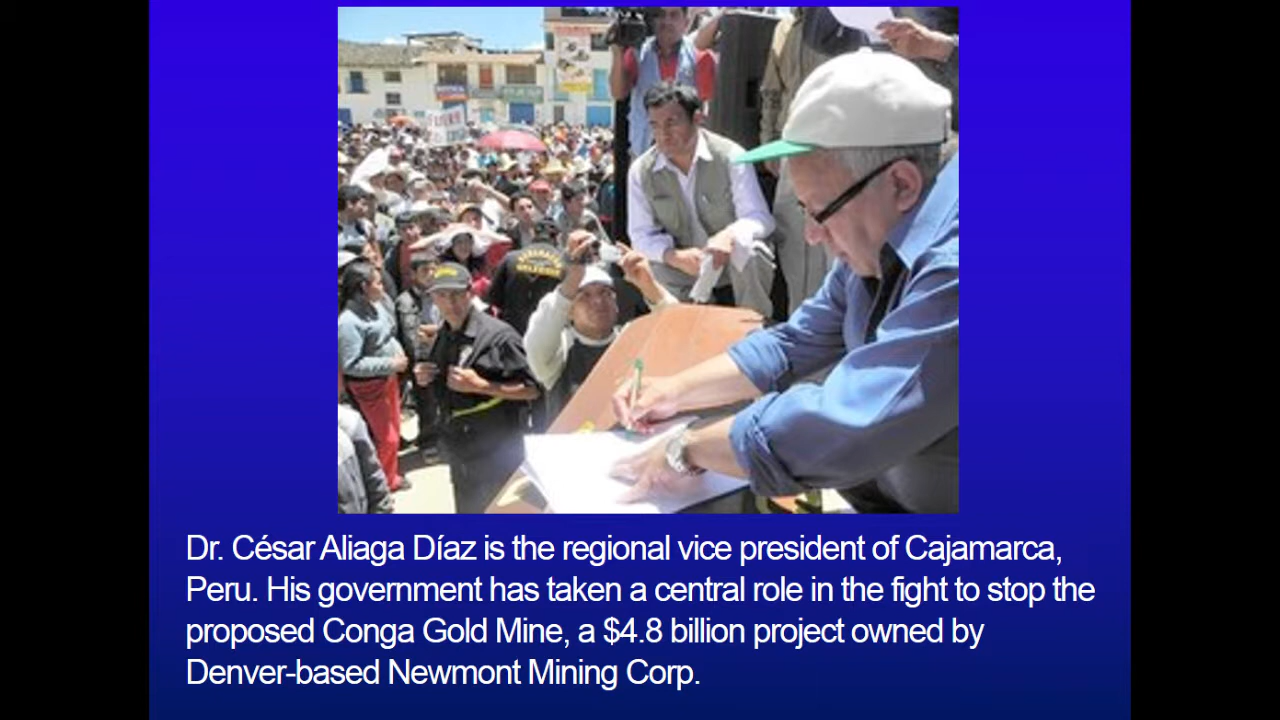 Dr. César Aliaga Díaz is the regional vice president of Cajamarca,
Peru. His government has taken a central role in the fight to stop the
proposed Conga Gold Mine, a $4.8 billion project owned by
Denver-based Newmont Mining Corp.